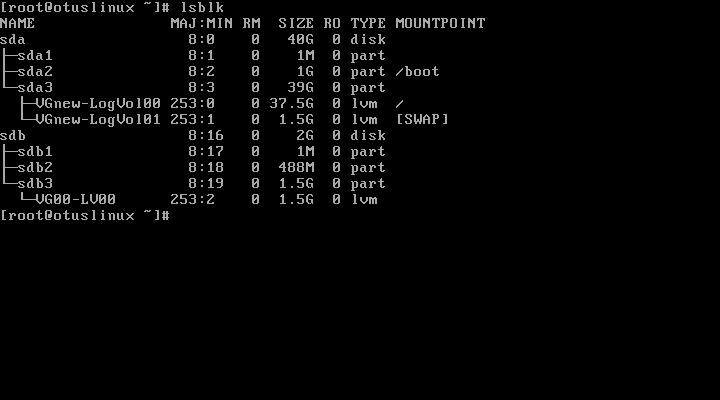 [root@otuslinux ~]# lsblk
NAME                MAJ:MIN RM  SIZE RO TYPE MOUNTPOINT
sda                   8:0    0   40G  0 disk
├─sda1                8:1    0    1M  0 part
├─sda2                8:2    0    1G  0 part /boot
└─sda3                8:3    0   39G  0 part
  ├─VGnew-LogVol00 253:0    0 37.5G  0 lvm  /
  └─VGnew-LogVol01 253:1    0  1.5G  0 lvm  [SWAP]
sdb                   8:16   0    2G  0 disk
├─sdb1                8:17   0    1M  0 part
├─sdb2                8:18   0  488M  0 part
└─sdb3                8:19   0  1.5G  0 part
  └─VG00-LV00      253:2    0  1.5G  0 lvm
[root@otuslinux ~]#